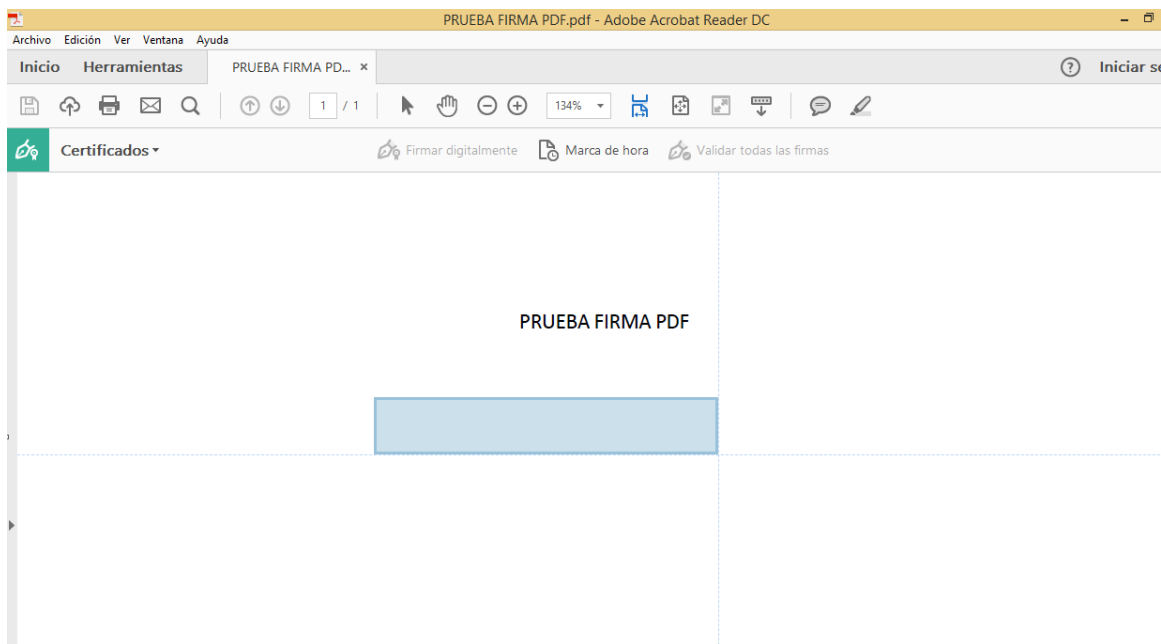 PRUEBA FIRMA PDF.pdf - Adobe Acrobat Reader DC
Archivo Edición Ver Ventana Ayuda
Inicio Herramientas PRUEBA FIRMA PD... × ? Iniciar se
1 / 1 134%
Certificados Firmar digitalmente Marca de hora Validar todas las firmas
PRUEBA FIRMA PDF